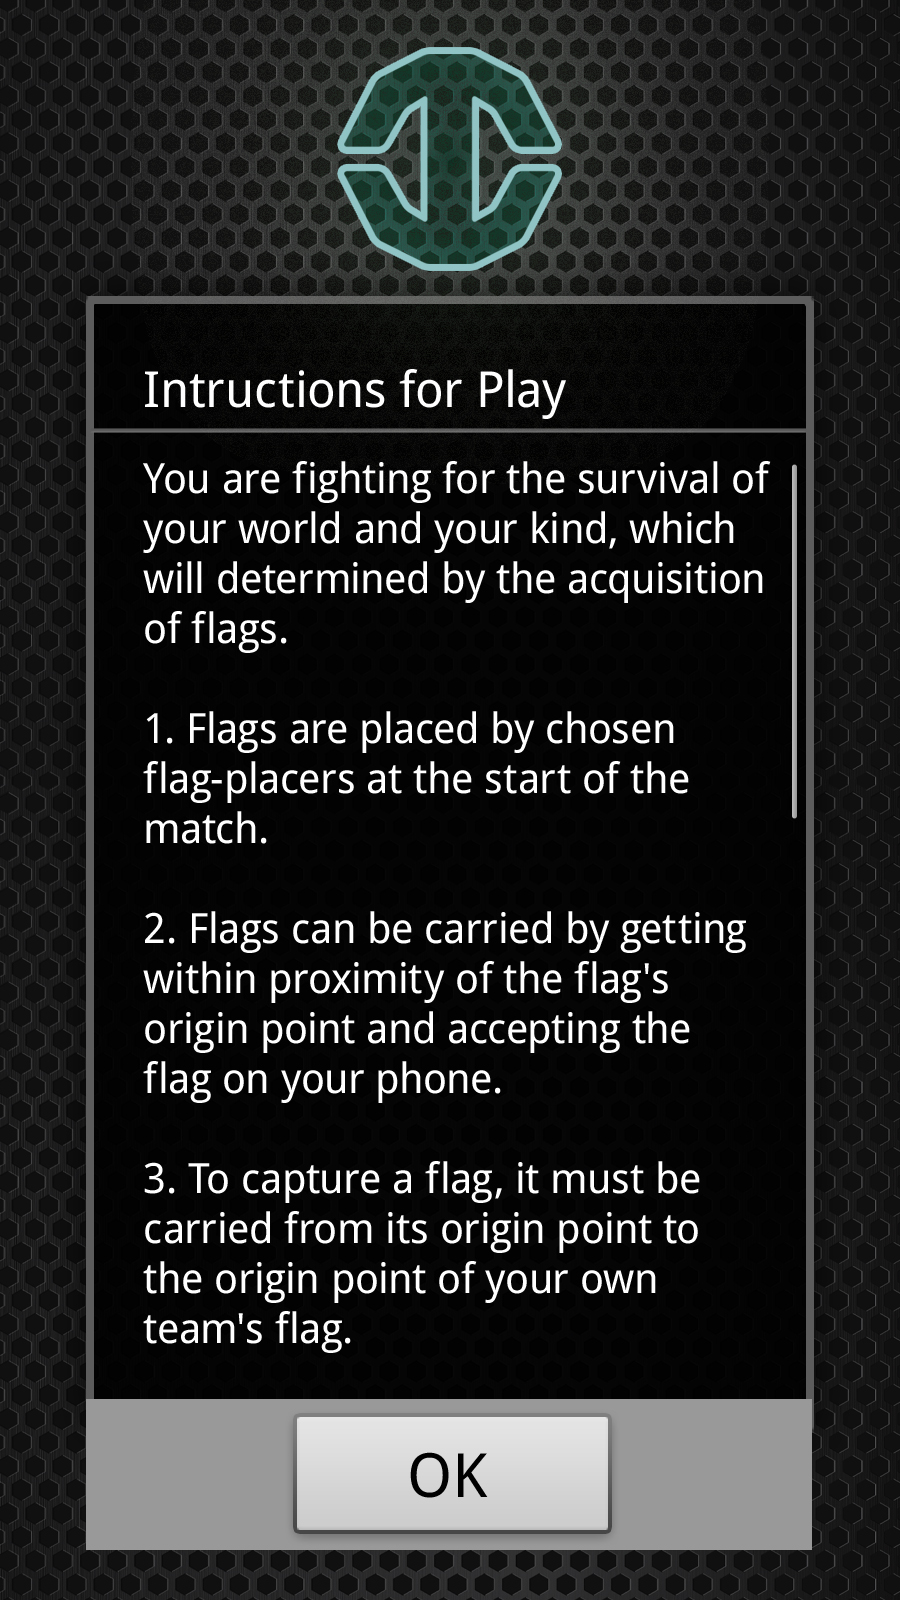 Intructions for Play
You are fighting for the survival of
your world and your kind, which
will determined by the acquisition
of flags.
1. Flags are placed by chosen
flag-placers at the start of the
match.
2. Flags can be carried by getting
within proximity of the flag's
origin point and accepting the
flag on your phone.
3. To capture a flag, it must be
carried from its origin point to
the origin point of your own
team's flag.
OK